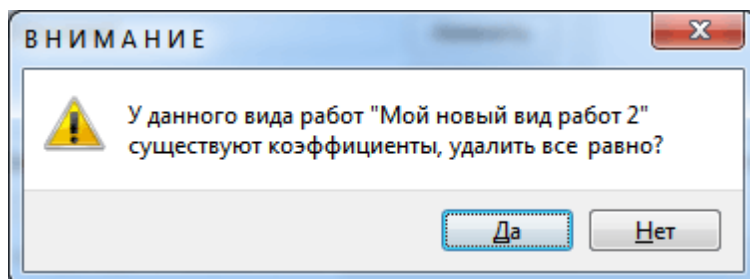 ВНИМАНИЕ
У данного вида работ "Мой новый вид работ 2"
существуют коэффициенты, удалить все равно?
Да
Нет